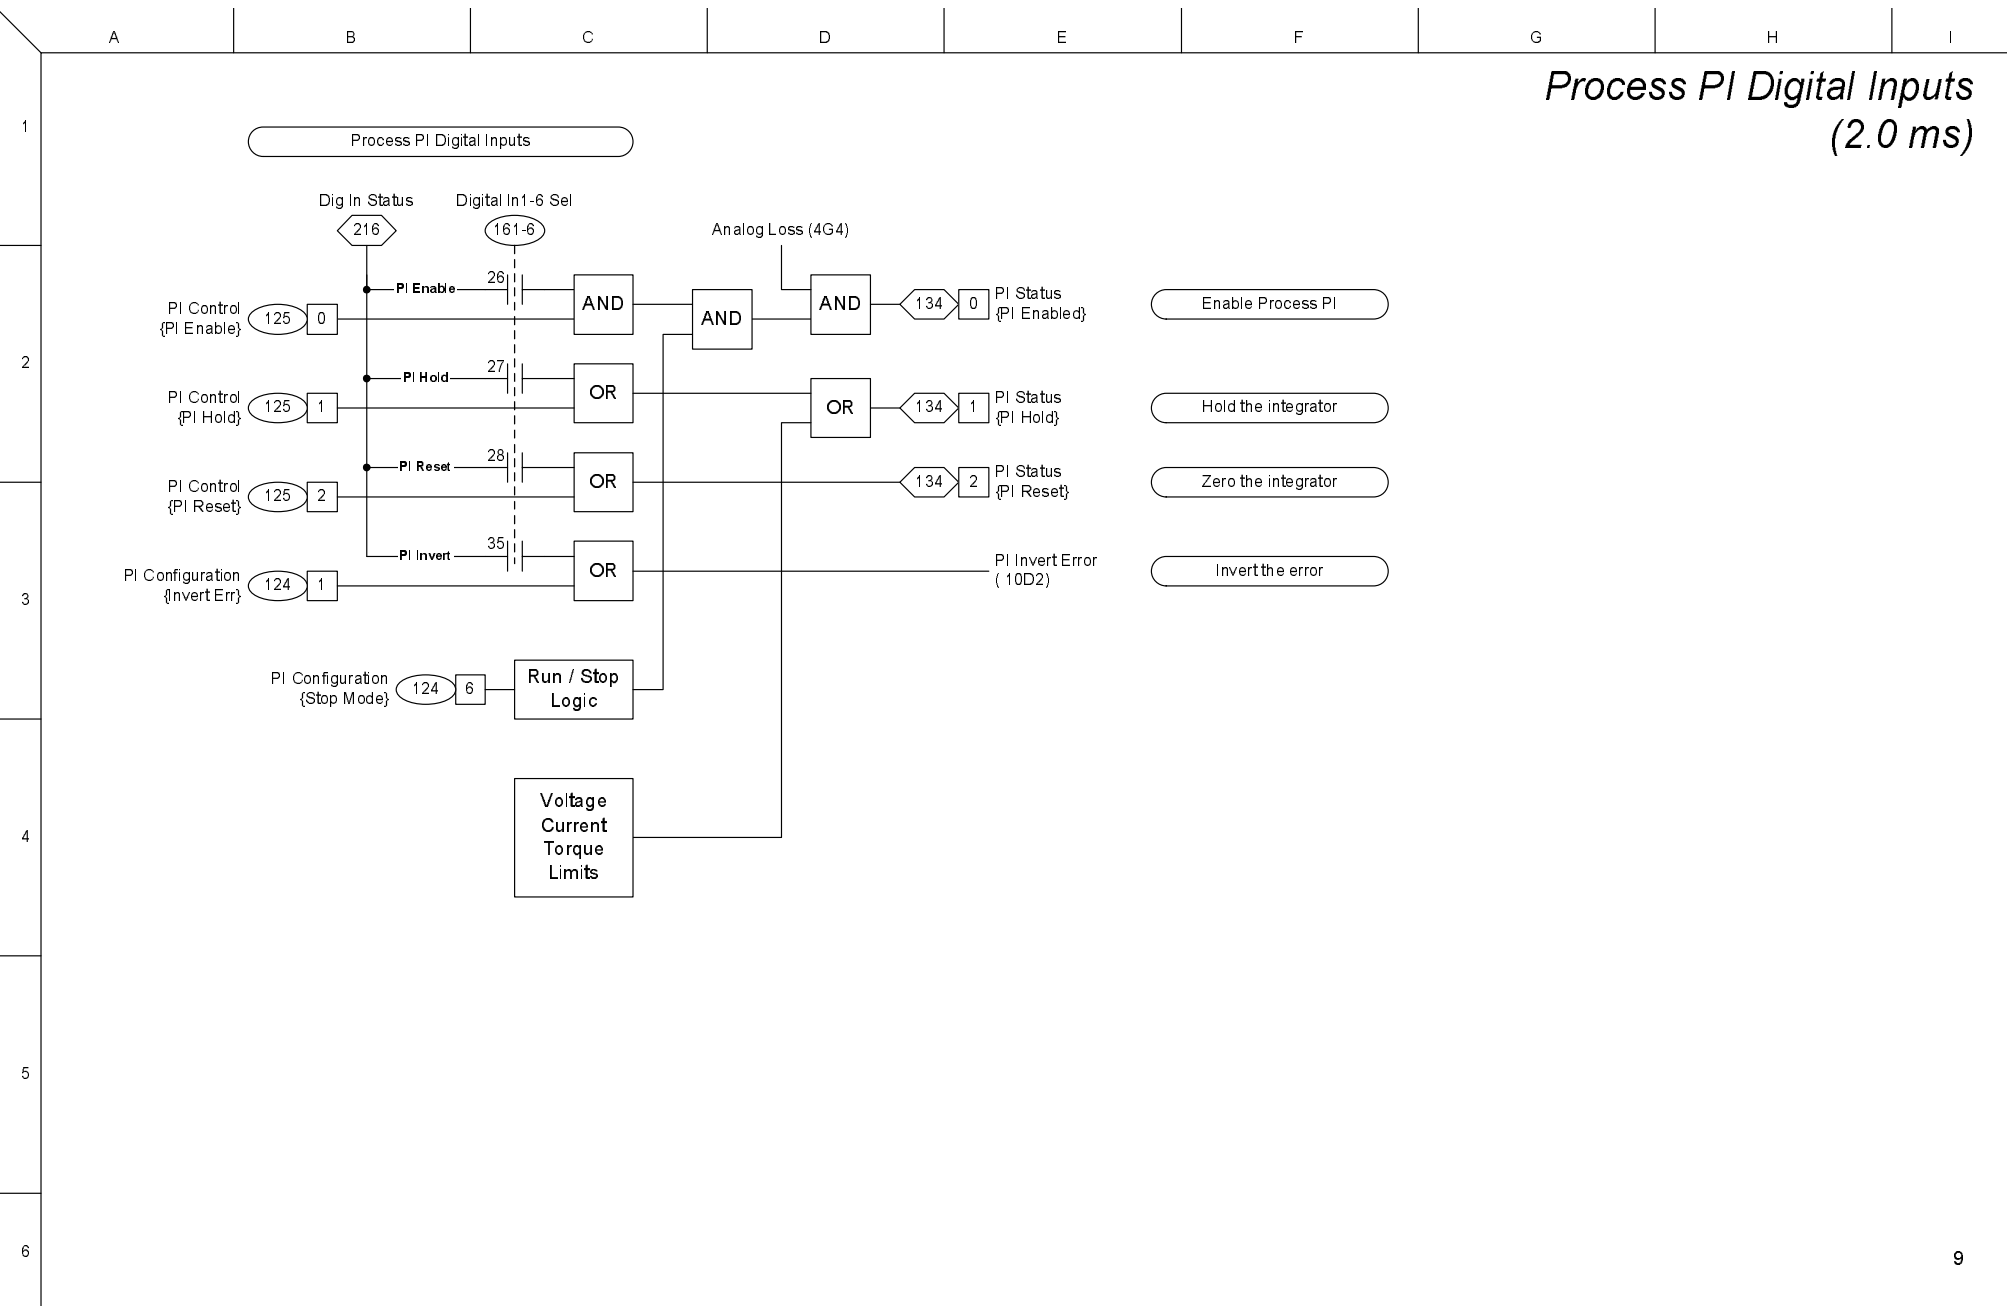 A B C D E F G H I
Process PI Digital Inputs
(2.0 ms)
1
Process PI Digital Inputs
Dig In Status
Digital In1-6 Sel
216
161-6
Analog Loss (4G4)
2
PI Control
{PI Enable}
125 0
PI Enable
26
AND
AND
AND
134 0
PI Status
{PI Enabled}
Enable Process PI
PI Control
{PI Hold}
125 1
PI Hold
27
OR
OR
134 1
PI Status
{PI Hold}
Hold the integrator
PI Control
{PI Reset}
125 2
PI Reset
28
OR
134 2
PI Status
{PI Reset}
Zero the integrator
3
PI Configuration
{Invert Err}
124 1
PI Invert
35
OR
PI Invert Error
( 10D2)
Invert the error
PI Configuration
{Stop Mode}
124 6
Run / Stop
Logic
4
Voltage
Current
Torque
Limits
5
6
9